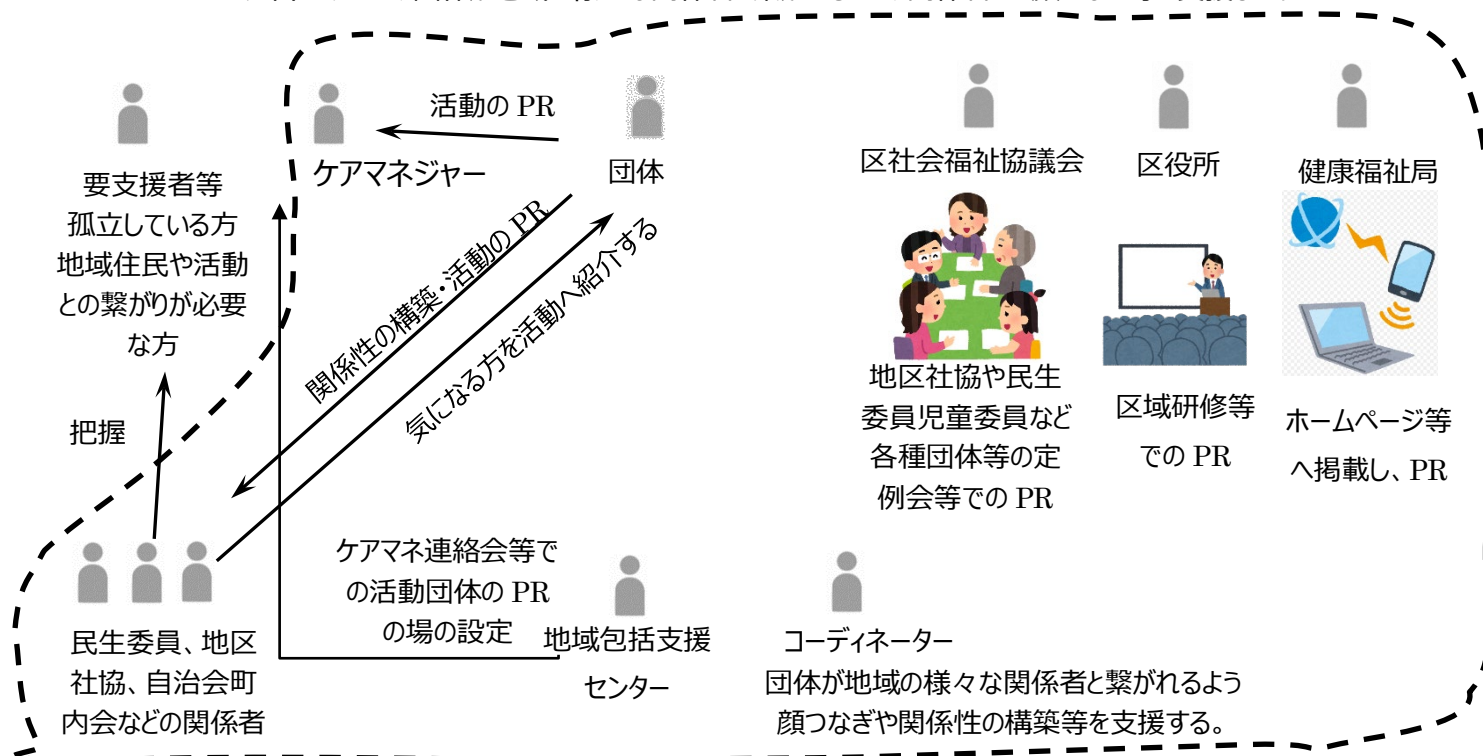 活動の PR
ケアマネジャー
団体
区社会福祉協議会
区役所
健康福祉局
要支援者等
孤立している方
地域住民や活動
との繋がりが必要
な方
関係性の構築・活動の PR
気になる方を活動へ紹介する
地区社協や民生
委員児童委員など
各種団体等の定
例会等での PR
区域研修等
での PR
ホームページ等
へ掲載し、PR
把握
ケアマネ連絡会等で
の活動団体の PR
の場の設定
民生委員、地区
社協、自治会町
内会などの関係者
地域包括支援
センター
コーディネーター
団体が地域の様々な関係者と繋がれるよう
顔つなぎや関係性の構築等を支援する。